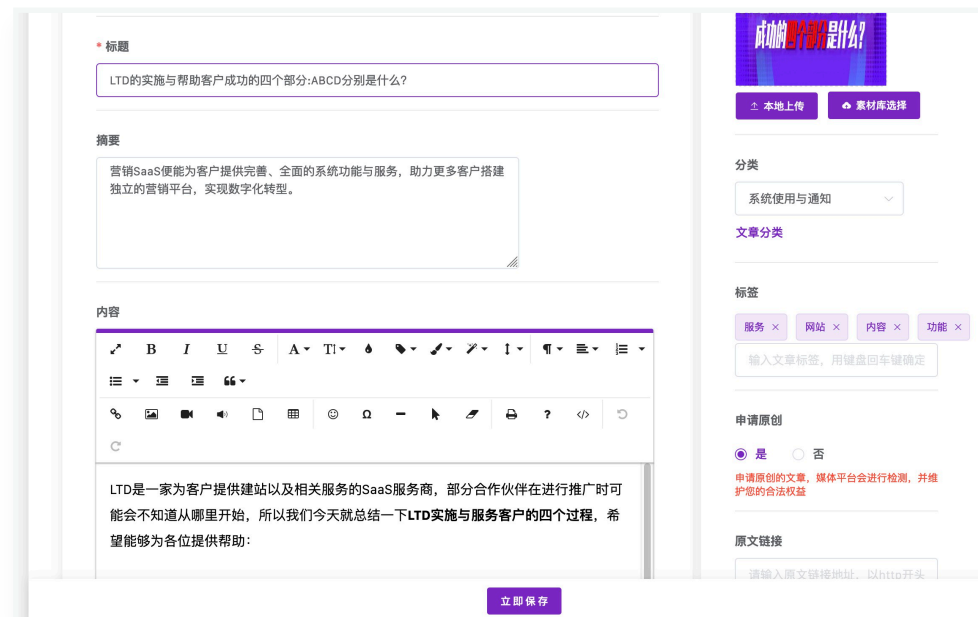 * 标题
LTD的实施与帮助客户成功的四个部分:ABCD分别是什么?
摘要
营销SaaS便能为客户提供完善、全面的系统功能与服务，助力更多客户搭建
独立的营销平台，实现数字化转型。
内容
B I U S A T
¶
Ω ? </>
LTD是一家为客户提供建站以及相关服务的SaaS服务商，部分合作伙伴在进行推广时可
能会不知道从哪里开始，所以我们今天就总结一下LTD实施与服务客户的四个过程，希
望能够为各位提供帮助：
成功的四个部分是什么?
本地上传 素材库选择
分类
系统使用与通知
文章分类
标签
服务 × 网站 × 内容 × 功能 ×
输入文章标签，用键盘回车键确定
申请原创
是 否
申请原创的文章，媒体平台会进行检测，并维
护您的合法权益
原文链接
请输入原文链接地址，以http开头
立即保存